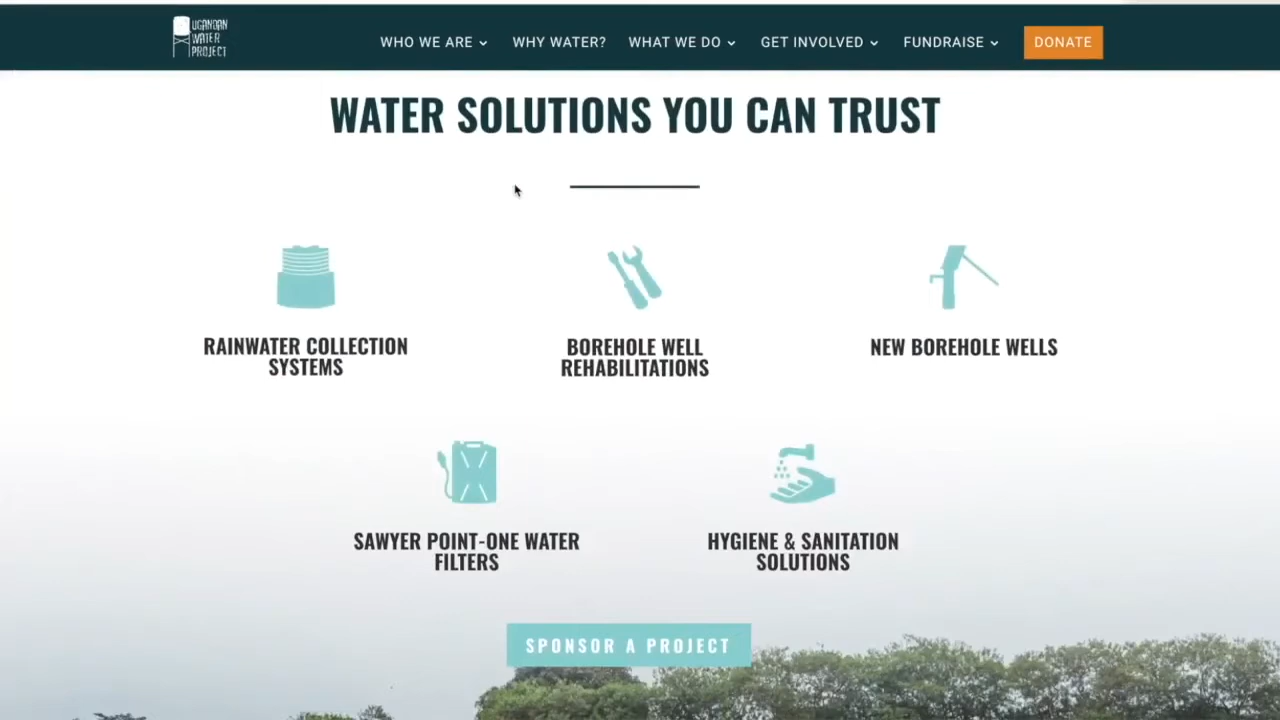 UGANDAN
WATER
PROJECT
WHO WE ARE
WHY WATER?
WHAT WE DO
GET INVOLVED
FUNDRAISE
DONATE
WATER SOLUTIONS YOU CAN TRUST
RAINWATER COLLECTION
SYSTEMS
BOREHOLE WELL
REHABILITATIONS
NEW BOREHOLE WELLS
SAWYER POINT-ONE WATER
FILTERS
HYGIENE & SANITATION
SOLUTIONS
SPONSOR A PROJECT